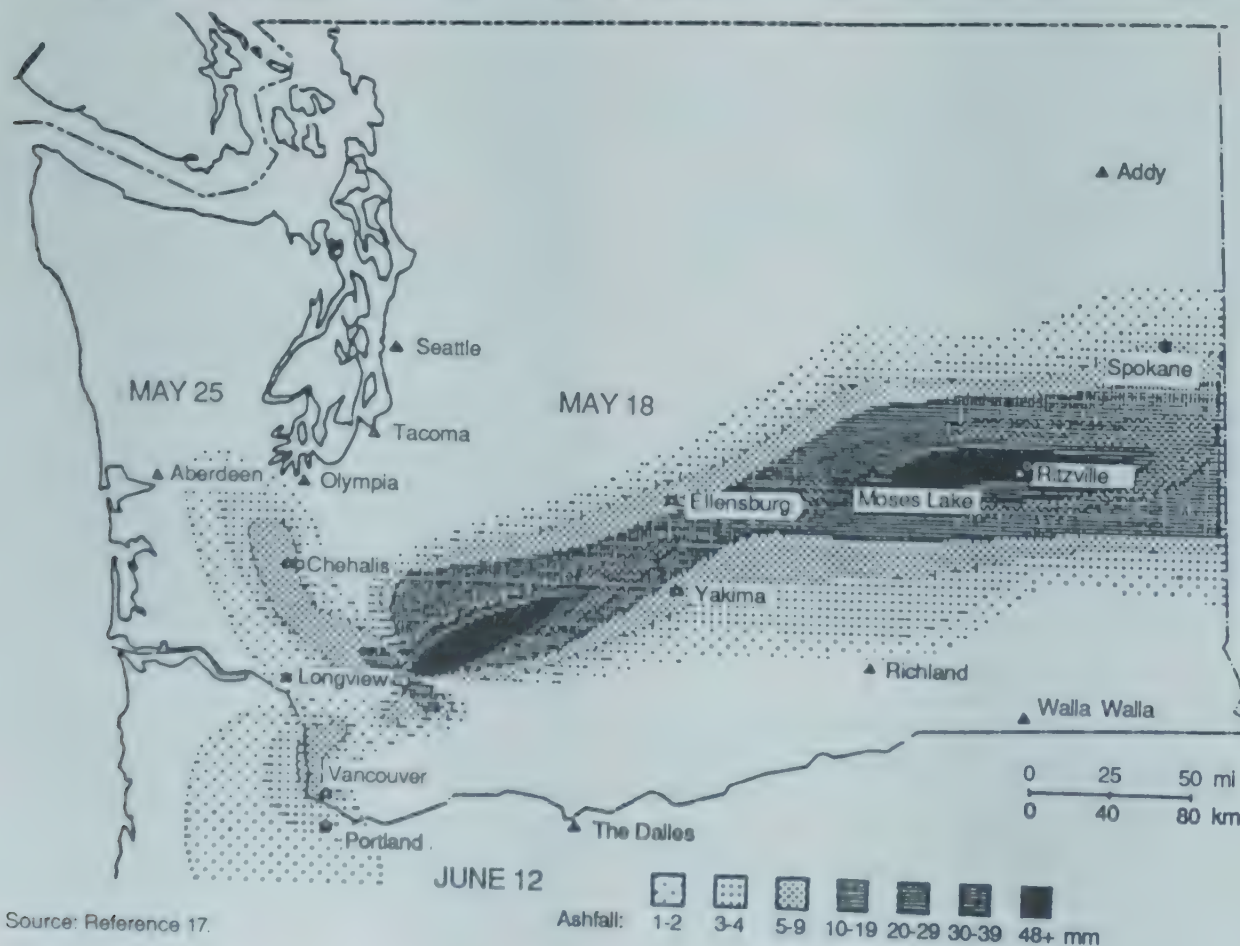 Addy
Spokane
Seattle
MAY 25
MAY 18
Tacoma
Aberdeen
Olympia
Ritzville
Moses Lake
Ellensburg
Chehalis
Yakima
Longview
Richland
Walla Walla
Vancouver
0 25 50 mi
0 40 80 km
Portland
The Dalles
JUNE 12
Source: Reference 17.
Ashfall: 1-2 3-4 5-9 10-19 20-29 30-39 48+ mm